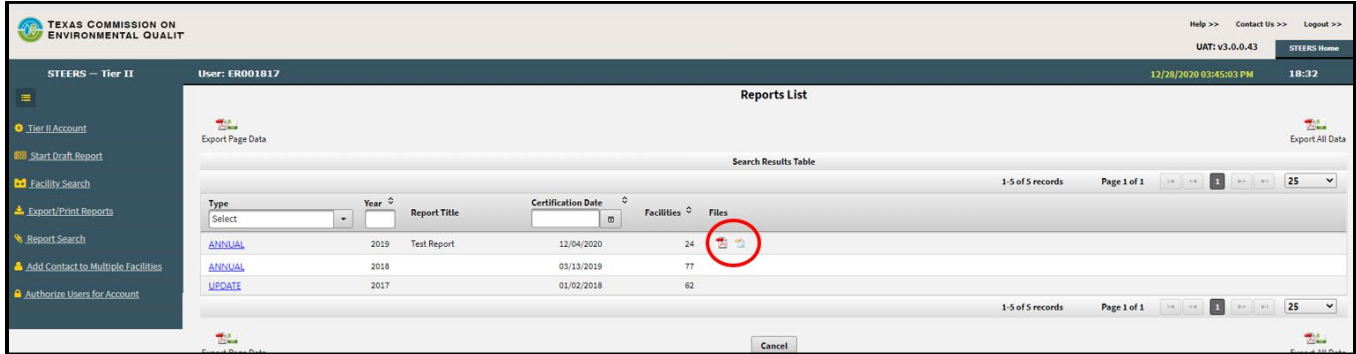 TEXAS COMMISSION ON
ENVIRONMENTAL QUALIT
Help >> Contact Us >> Logout >>
UAT: v3.0.0.43 STEERS Home
STEERS — Tier II User: ER001817 12/28/2020 03:45:03 PM 18:32
Reports List
Tier II Account
Export Page Data Export All Data
Start Draft Report
Search Results Table
Facility Search
1-5 of 5 records Page 1 of 1 1 25
Export/Print Reports
Type Year Report Title Certification Date Facilities Files
Select
Report Search
ANNUAL 2019 Test Report 12/04/2020 24
Add Contact to Multiple Facilities
ANNUAL 2018 03/13/2019 77
UPDATE 2017 01/02/2018 62
Authorize Users for Account
1-5 of 5 records Page 1 of 1 1 25
Cancel
Export Page Data Export All Data